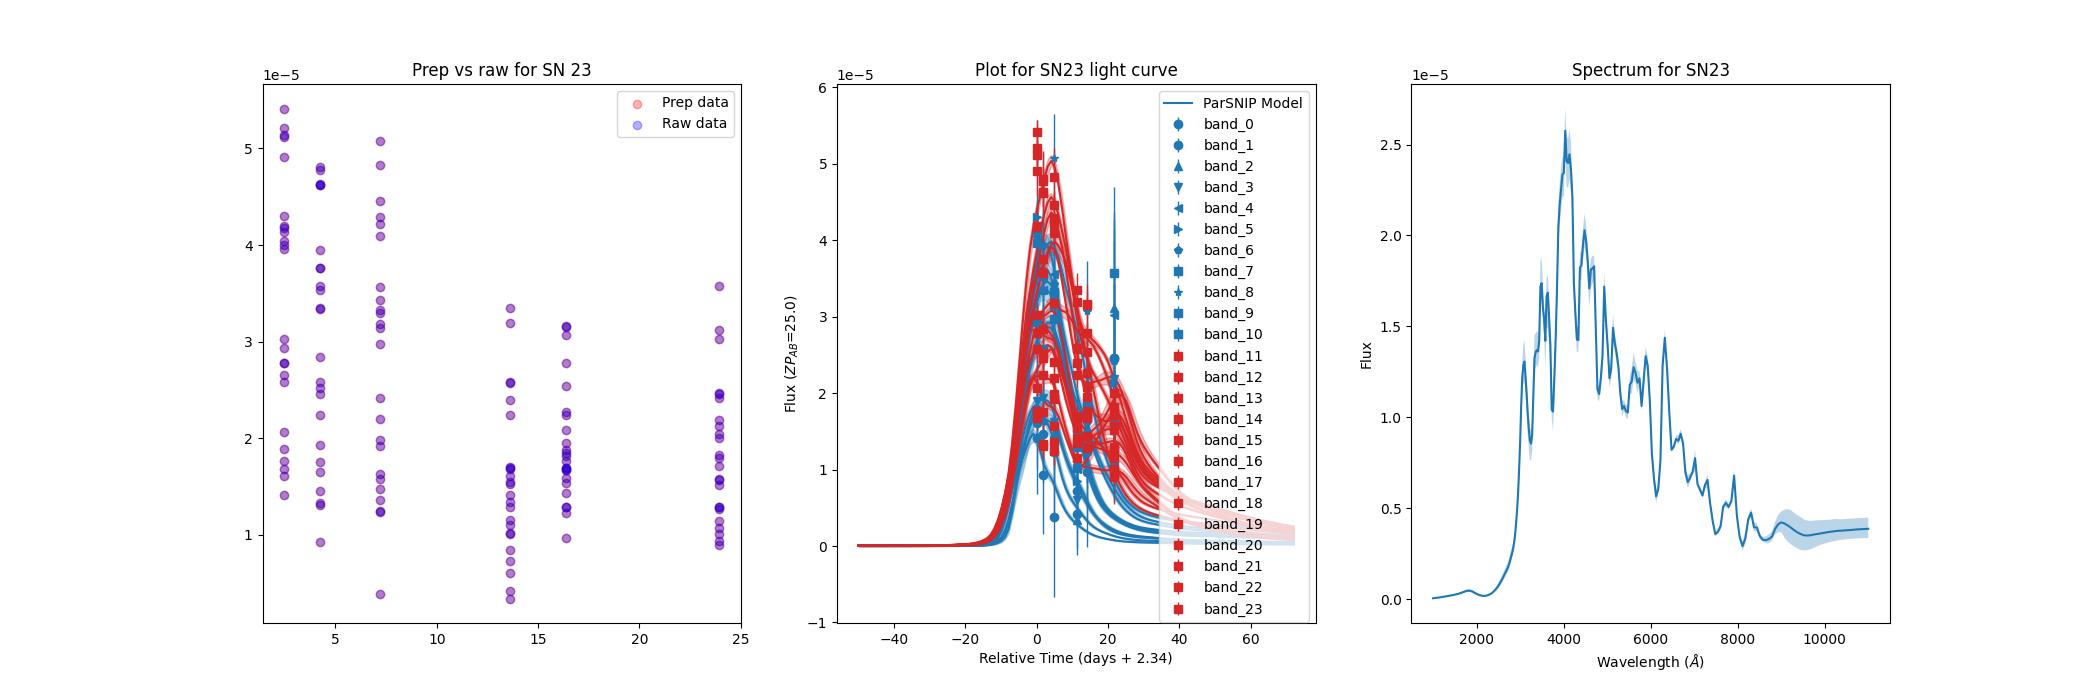 Prep vs raw for SN 23
1e−5
Prep data
Raw data
5
4
3
2
1
5
10
15
20
25
Plot for SN23 light curve
1e−5
ParSNIP Model
band_0
band_1
band_2
band_3
band_4
band_5
band_6
band_7
band_8
band_9
band_10
band_11
band_12
band_13
band_14
band_15
band_16
band_17
band_18
band_19
band_20
band_21
band_22
band_23
Flux (ZP_AB=25.0)
6
5
4
3
2
1
0
−1
−40
−20
0
20
40
60
Relative Time (days + 2.34)
Spectrum for SN23
1e−5
Flux
2.5
2.0
1.5
1.0
0.5
0.0
2000
4000
6000
8000
10000
Wavelength (Å)